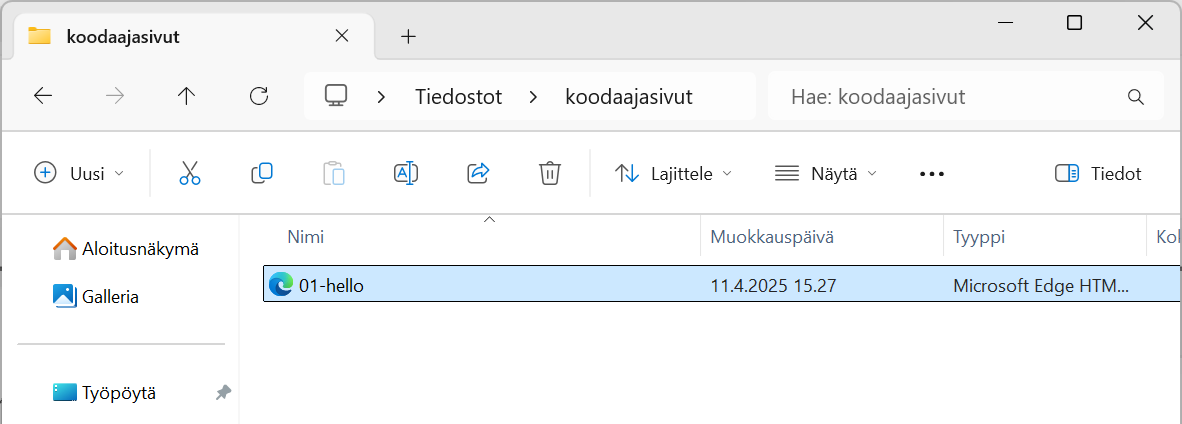 koodaajasivut
Tiedostot koodaajasivut Hae: koodaajasivut
Uusi Lajittele Näytä Tiedot
Aloitusnäkymä
Galleria
Työpöytä
Nimi Muokkauspäivä Tyyppi Kol
01-hello 11.4.2025 15.27 Microsoft Edge HTM...